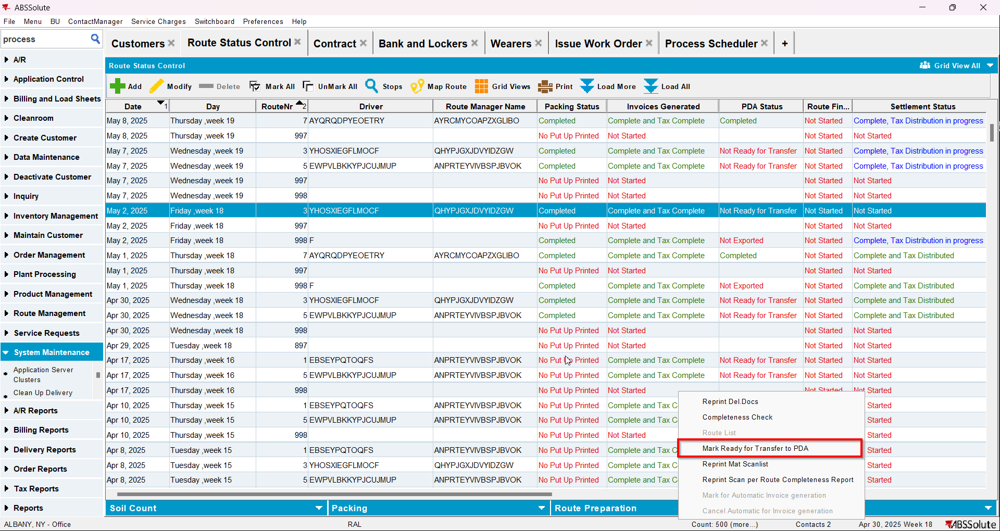 ABSSolute
File Menu BU ContactManager Service Charges Switchboard Preferences Help
process
Customers Route Status Control Contract Bank and Lockers Wearers Issue Work Order Process Scheduler +
Route Status Control Grid View All
Add Modify Delete Mark All UnMark All Stops Map Route Grid Views Print Load More Load All
A/R
Application Control
Billing and Load Sheets
Cleanroom
Create Customer
Data Maintenance
Deactivate Customer
Inquiry
Inventory Management
Maintain Customer
Order Management
Plant Processing
Product Management
Route Management
Service Requests
System Maintenance
Application Server
Clusters
Clean Up Delivery
A/R Reports
Billing Reports
Delivery Reports
Order Reports
Tax Reports
Reports
Date 1 Day RouteNr 2 Driver Route Manager Name Packing Status Invoices Generated PDA Status Route Fin... Settlement Status
May 8, 2025 Thursday ,week 19 7 AYQRQDPYEOETRY AYRCMYCOAPZXGLIBO Completed Complete and Tax Complete Completed Not Started Complete, Tax Distribution in progress
May 8, 2025 Thursday ,week 19 997 No Put Up Printed Not Started Not Started Not Started
May 7, 2025 Wednesday ,week 19 3 YHOSXIEGFLMOCF QHYPJGXJDVYIDZGW Completed Complete and Tax Complete Not Ready for Transfer Not Started Complete, Tax Distribution in progress
May 7, 2025 Wednesday ,week 19 5 EWPVLBKKYPJCUJMUP ANPRTEYVIVBSPJBVOK Completed Complete and Tax Complete Not Ready for Transfer Not Started Complete, Tax Distribution in progress
May 7, 2025 Wednesday ,week 19 997 No Put Up Printed Not Started Not Started Not Started
May 7, 2025 Wednesday ,week 19 998 No Put Up Printed Not Started Not Started Not Started
May 2, 2025 Friday ,week 18 3 YHOSXIEGFLMOCF QHYPJGXJDVYIDZGW Completed Complete and Tax Complete Not Ready for Transfer Not Started Not Started
May 2, 2025 Friday ,week 18 997 No Put Up Printed Not Started Not Started Not Started
May 2, 2025 Friday ,week 18 998 F Completed Complete and Tax Complete Not Exported Not Started Complete, Tax Distribution in progress
May 1, 2025 Thursday ,week 18 7 AYQRQDPYEOETRY AYRCMYCOAPZXGLIBO Completed Complete and Tax Complete Completed Not Started Complete and Tax Distributed
May 1, 2025 Thursday ,week 18 997 No Put Up Printed Not Started Not Started Not Started
May 1, 2025 Thursday ,week 18 998 F Completed Complete and Tax Complete Not Exported Not Started Complete and Tax Distributed
Apr 30, 2025 Wednesday ,week 18 3 YHOSXIEGFLMOCF QHYPJGXJDVYIDZGW Completed Complete and Tax Complete Not Ready for Transfer Not Started Complete and Tax Distributed
Apr 30, 2025 Wednesday ,week 18 5 EWPVLBKKYPJCUJMUP ANPRTEYVIVBSPJBVOK Completed Complete and Tax Complete Not Ready for Transfer Not Started Complete and Tax Distributed
Apr 30, 2025 Wednesday ,week 18 998 No Put Up Printed Not Started Not Started Not Started
Apr 29, 2025 Tuesday ,week 18 897 No Put Up Printed Not Started Not Started Not Started
Apr 17, 2025 Thursday ,week 16 1 EBSEYPQTOQFS ANPRTEYVIVBSPJBVOK No Put Up Printed Complete and Tax Complete Not Ready for Transfer Not Started Not Started
Apr 17, 2025 Thursday ,week 16 5 EWPVLBKKYPJCUJMUP ANPRTEYVIVBSPJBVOK No Put Up Printed Complete and Tax Complete Not Ready for Transfer Not Started Not Started
Apr 17, 2025 Thursday ,week 16 998 No Put Up Printed Not Started Not Started Not Started
Apr 10, 2025 Thursday ,week 15 1 EBSEYPQTOQFS ANPRTEYVIVBSPJBVOK No Put Up Printed Complete and Tax C Started
Apr 10, 2025 Thursday ,week 15 5 EWPVLBKKYPJCUJMUP ANPRTEYVIVBSPJBVOK No Put Up Printed Complete and Tax C Started
Apr 10, 2025 Thursday ,week 15 998 No Put Up Printed Not Started Started
Apr 8, 2025 Tuesday ,week 15 1 EBSEYPQTOQFS ANPRTEYVIVBSPJBVOK No Put Up Printed Complete and Tax C Started
Apr 8, 2025 Tuesday ,week 15 3 YHOSXIEGFLMOCF QHYPJGXJDVYIDZGW No Put Up Printed Complete and Tax C Started
Apr 8, 2025 Tuesday ,week 15 5 EWPVLBKKYPJCUJMUP ANPRTEYVIVBSPJBVOK No Put Up Printed Complete and Tax C Started
Reprint Del.Docs
Completeness Check
Route List
Mark Ready for Transfer to PDA
Reprint Mat Scanlist
Reprint Scan per Route Completeness Report
Mark for Automatic Invoice generation
Cancel Automatic for Invoice generation
Soil Count Packing Route Preparation
ALBANY, NY - Office RAL Count: 500 (more...) Contacts 2 Apr 30, 2025 Week 18 ABSSolute